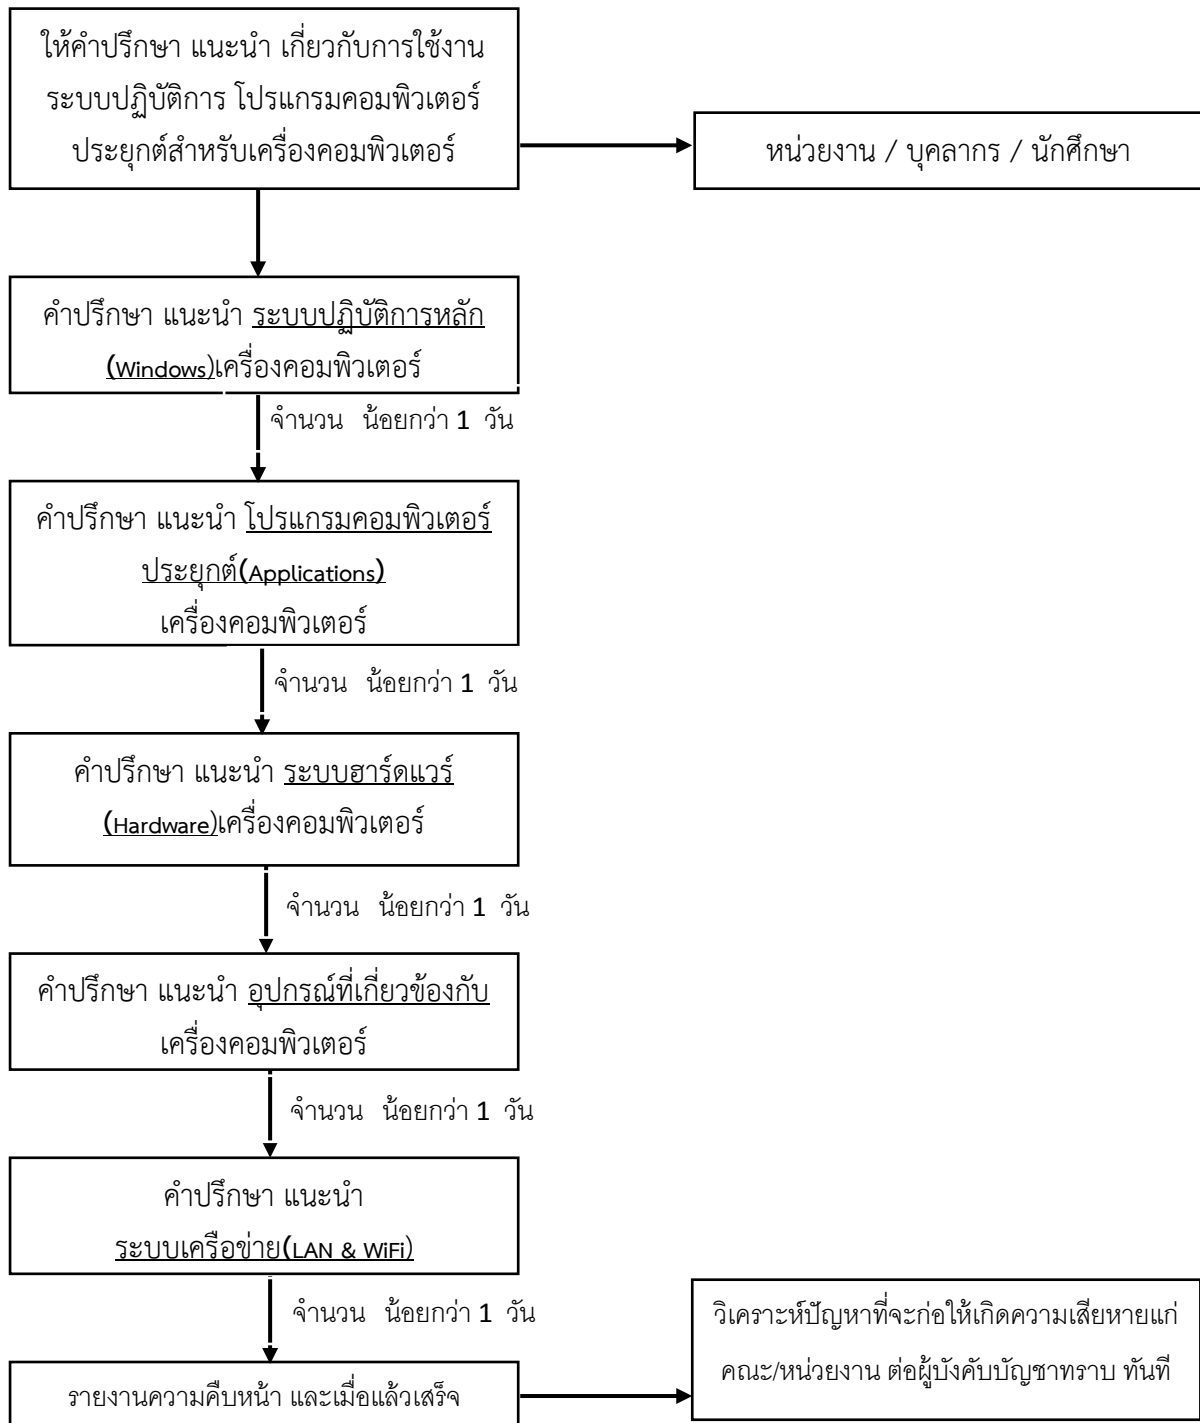 ให้คำปรึกษา แนะนำ เกี่ยวกับการใช้งาน
ระบบปฏิบัติการ โปรแกรมคอมพิวเตอร์
ประยุกต์สำหรับเครื่องคอมพิวเตอร์
หน่วยงาน / บุคลากร / นักศึกษา
คำปรึกษา แนะนำ ระบบปฏิบัติการหลัก
(Windows)เครื่องคอมพิวเตอร์
จำนวน น้อยกว่า 1 วัน
คำปรึกษา แนะนำ โปรแกรมคอมพิวเตอร์
ประยุกต์(Applications)
เครื่องคอมพิวเตอร์
จำนวน น้อยกว่า 1 วัน
คำปรึกษา แนะนำ ระบบฮาร์ดแวร์
(Hardware)เครื่องคอมพิวเตอร์
จำนวน น้อยกว่า 1 วัน
คำปรึกษา แนะนำ อุปกรณ์ที่เกี่ยวข้องกับ
เครื่องคอมพิวเตอร์
จำนวน น้อยกว่า 1 วัน
คำปรึกษา แนะนำ
ระบบเครือข่าย(LAN & WiFi)
จำนวน น้อยกว่า 1 วัน
รายงานความคืบหน้า และเมื่อแล้วเสร็จ
วิเคราะห์ปัญหาที่จะก่อให้เกิดความเสียหายแก่
คณะ/หน่วยงาน ต่อผู้บังคับบัญชาทราบ ทันที